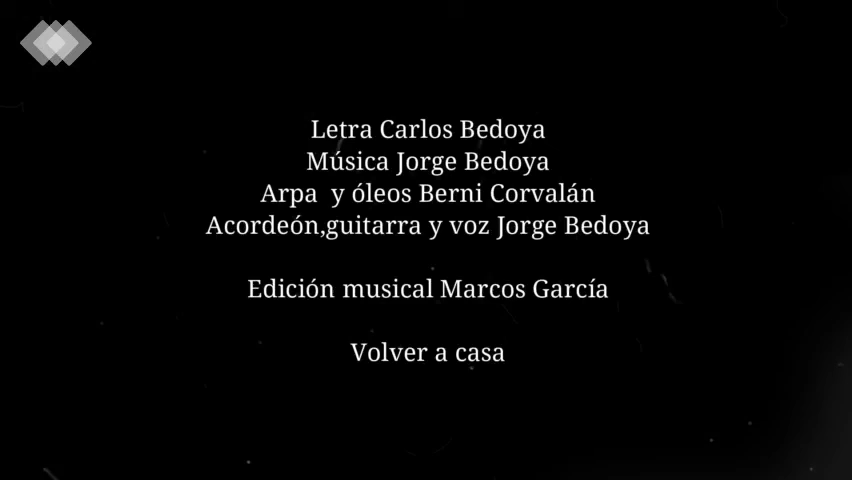 Letra Carlos Bedoya
Música Jorge Bedoya
Arpa  y óleos Berni Corvalán
Acordeón,guitarra y voz Jorge Bedoya
Edición musical Marcos García
Volver a casa